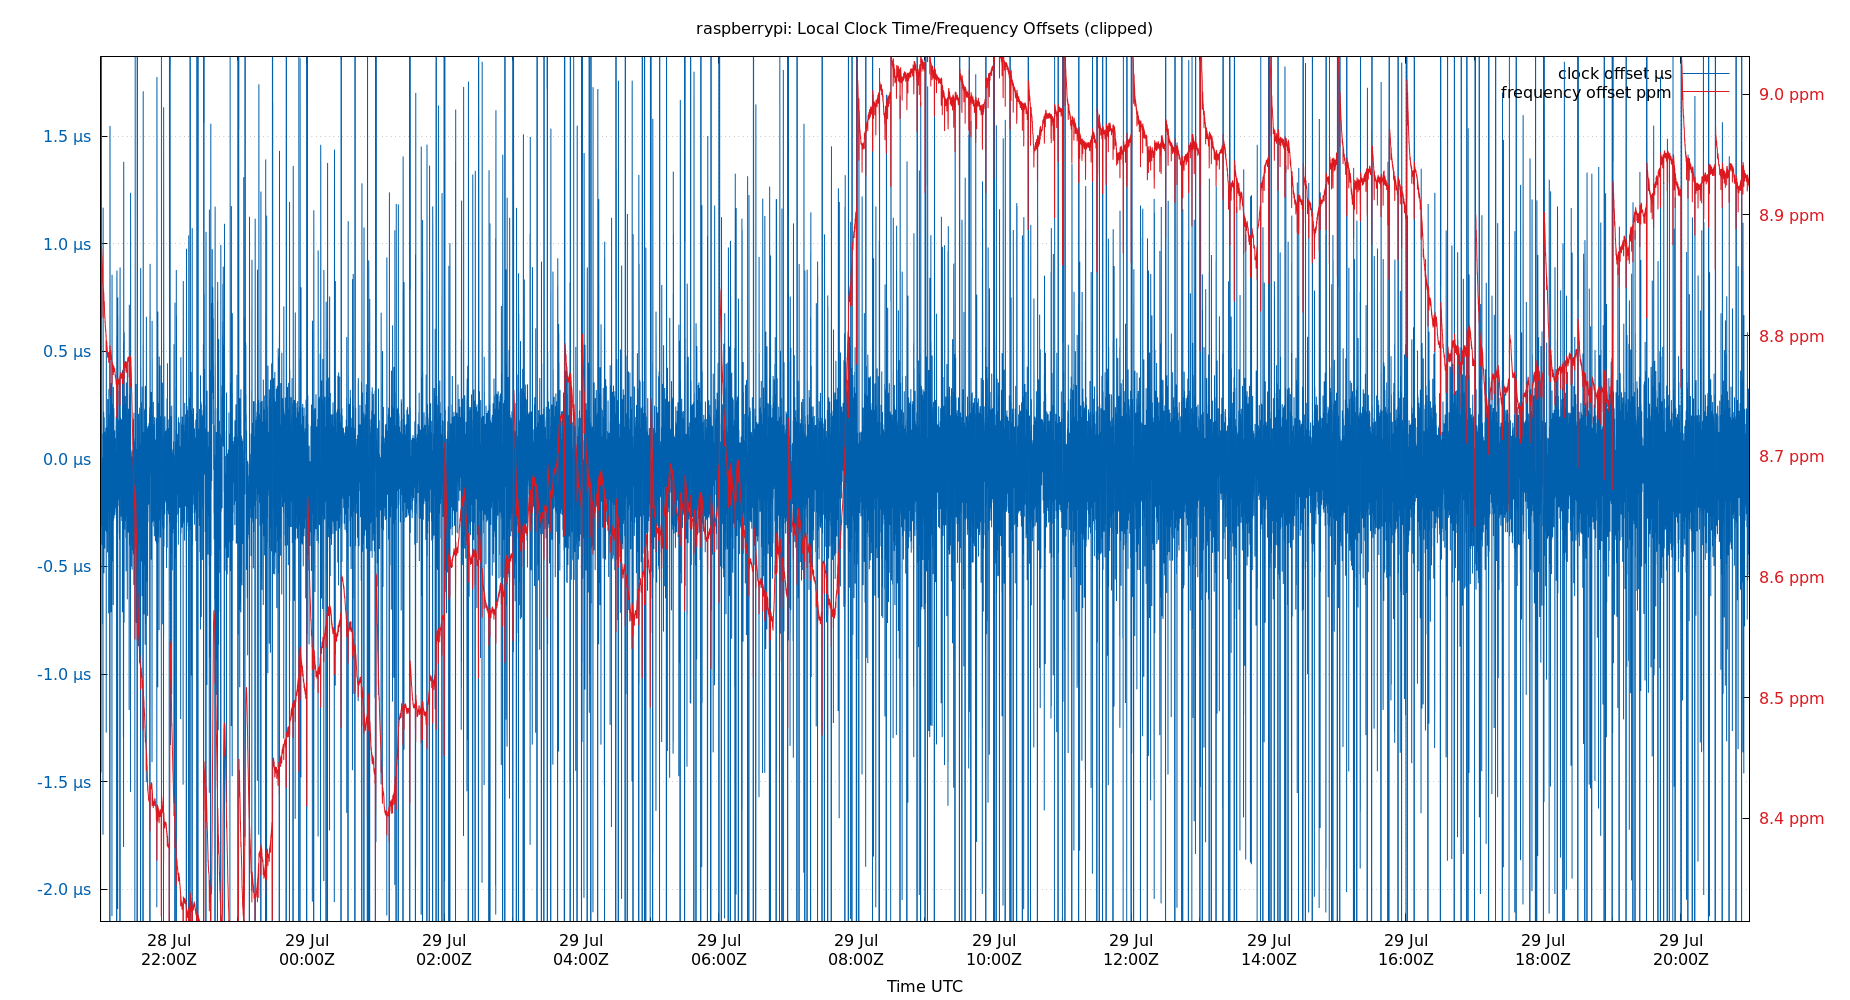 raspberrypi: Local Clock Time/Frequency Offsets (clipped)
clock offset µs
frequency offset ppm
1.5 µs
1.0 µs
0.5 µs
0.0 µs
-0.5 µs
-1.0 µs
-1.5 µs
-2.0 µs
9.0 ppm
8.9 ppm
8.8 ppm
8.7 ppm
8.6 ppm
8.5 ppm
8.4 ppm
28 Jul 29 Jul 29 Jul 29 Jul 29 Jul 29 Jul 29 Jul 29 Jul 29 Jul 29 Jul 29 Jul 29 Jul
22:00Z 00:00Z 02:00Z 04:00Z 06:00Z 08:00Z 10:00Z 12:00Z 14:00Z 16:00Z 18:00Z 20:00Z
Time UTC